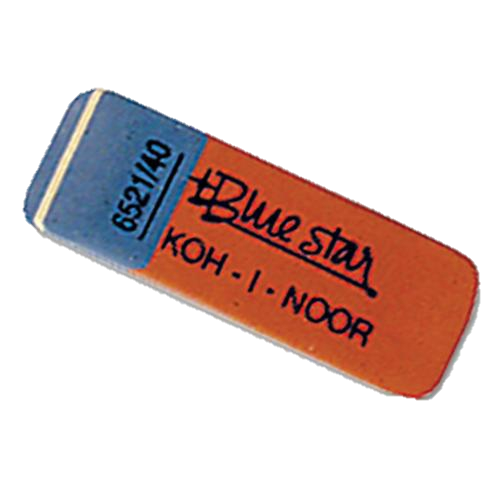 6521/40
Blue star
KOH-I-NOOR